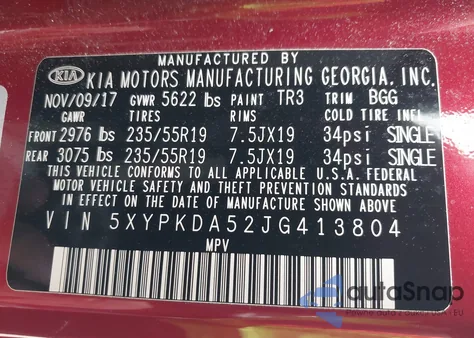 MANUFACTURED BY
KIA KIA MOTORS MANUFACTURING GEORGIA, INC.
NOV/09/17 GVWR 5622 lbs PAINT TR3 TRIM BGG
GAWR TIRES RIMS COLD TIRE INFL
FRONT 2976 lbs 235/55R19 7.5JX19 34psi SINGLE
REAR 3075 lbs 235/55R19 7.5JX19 34psi SINGLE
THIS VEHICLE CONFORMS TO ALL APPLICABLE U.S.A. FEDERAL
MOTOR VEHICLE SAFETY AND THEFT PREVENTION STANDARDS
IN EFFECT ON THE DATE OF MANUFACTURE SHOWN ABOVE.
VIN 5XYPKDA52JG413804
MPV
autoSnap